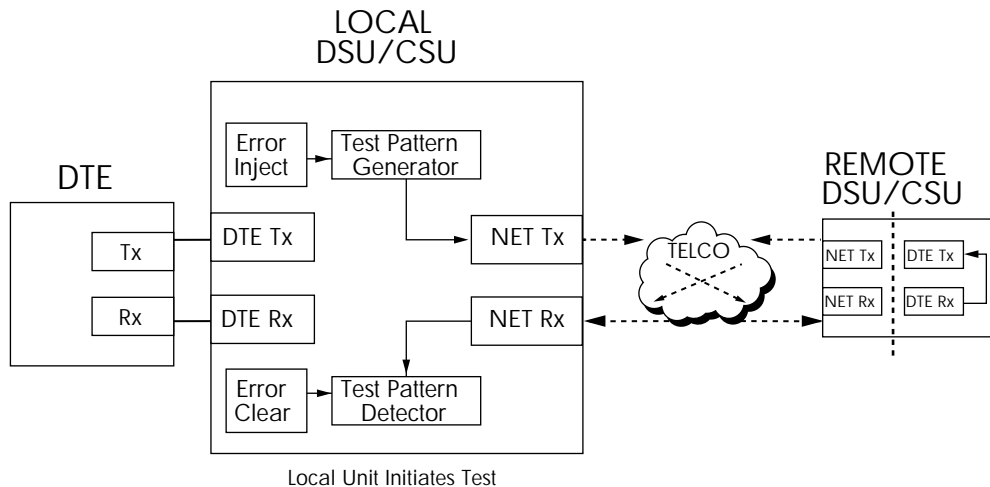 LOCAL
DSU/CSU
Error
Inject
Test Pattern
Generator
DTE
REMOTE
DSU/CSU
Tx
DTE Tx
NET Tx
TELCO
NET Tx
DTE Tx
Rx
DTE Rx
NET Rx
NET Rx
DTE Rx
Error
Clear
Test Pattern
Detector
Local Unit Initiates Test